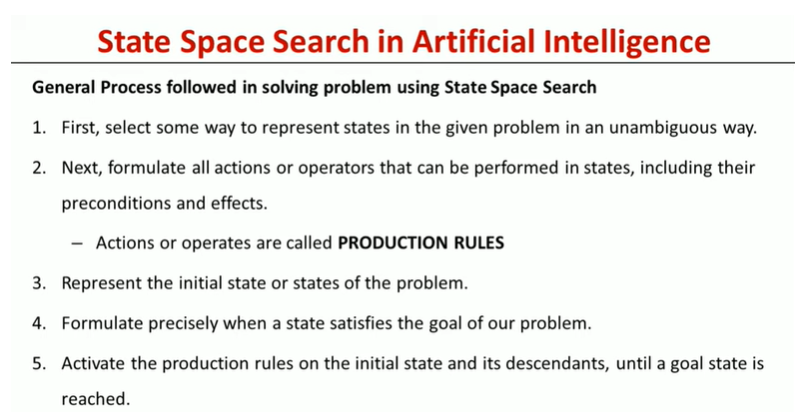 State Space Search in Artificial Intelligence
General Process followed in solving problem using State Space Search
1. First, select some way to represent states in the given problem in an unambiguous way.
2. Next, formulate all actions or operators that can be performed in states, including their
preconditions and effects.
– Actions or operates are called PRODUCTION RULES
3. Represent the initial state or states of the problem.
4. Formulate precisely when a state satisfies the goal of our problem.
5. Activate the production rules on the initial state and its descendants, until a goal state is
reached.